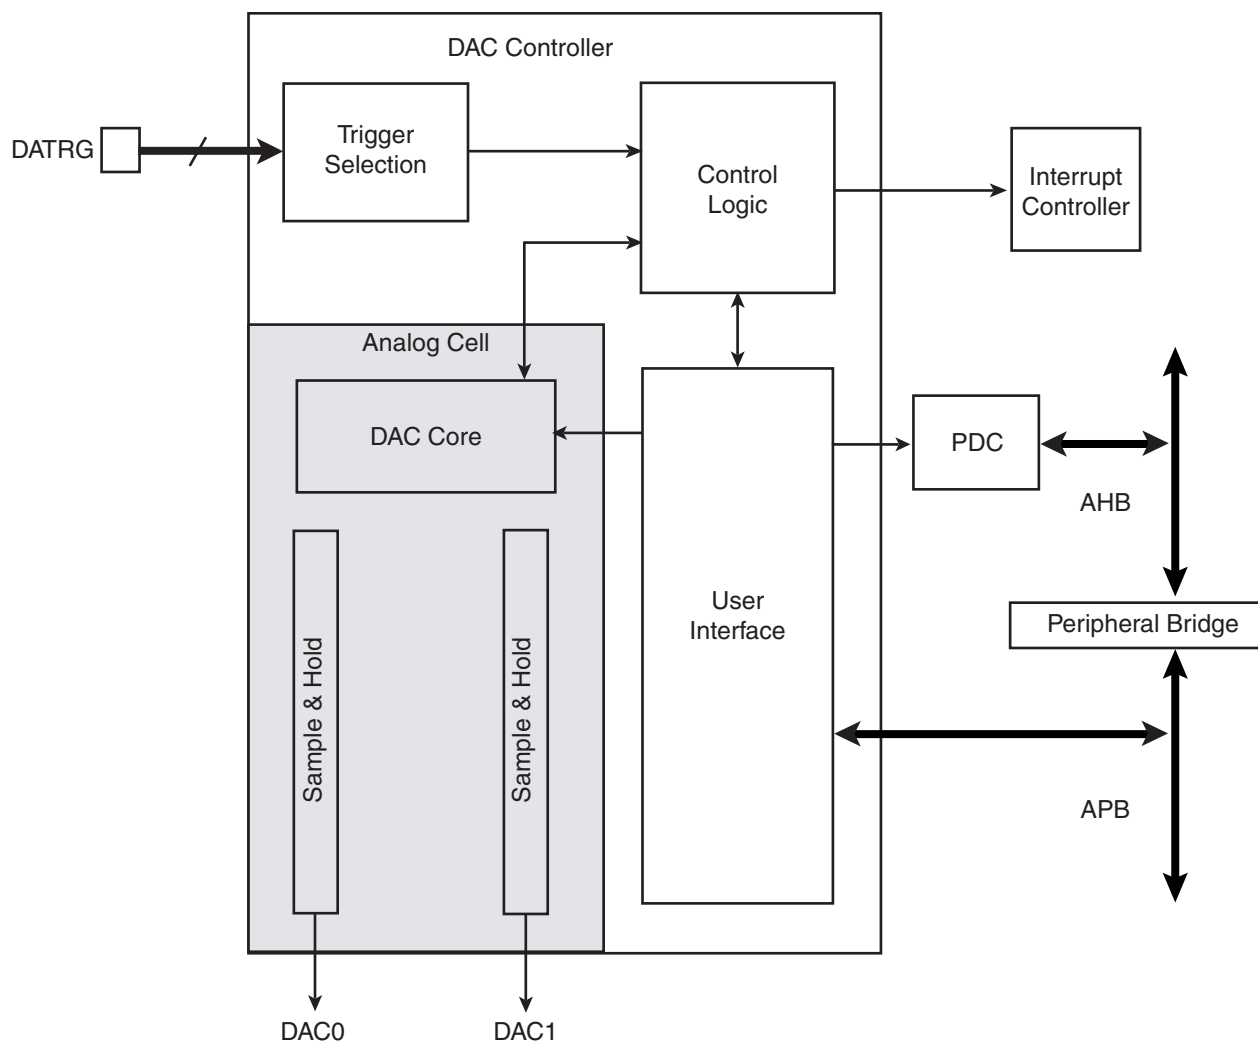 DAC Controller
DATRG
Trigger
Selection
Control
Logic
Interrupt
Controller
Analog Cell
DAC Core
PDC
AHB
User
Interface
Peripheral Bridge
Sample & Hold
Sample & Hold
APB
DAC0
DAC1